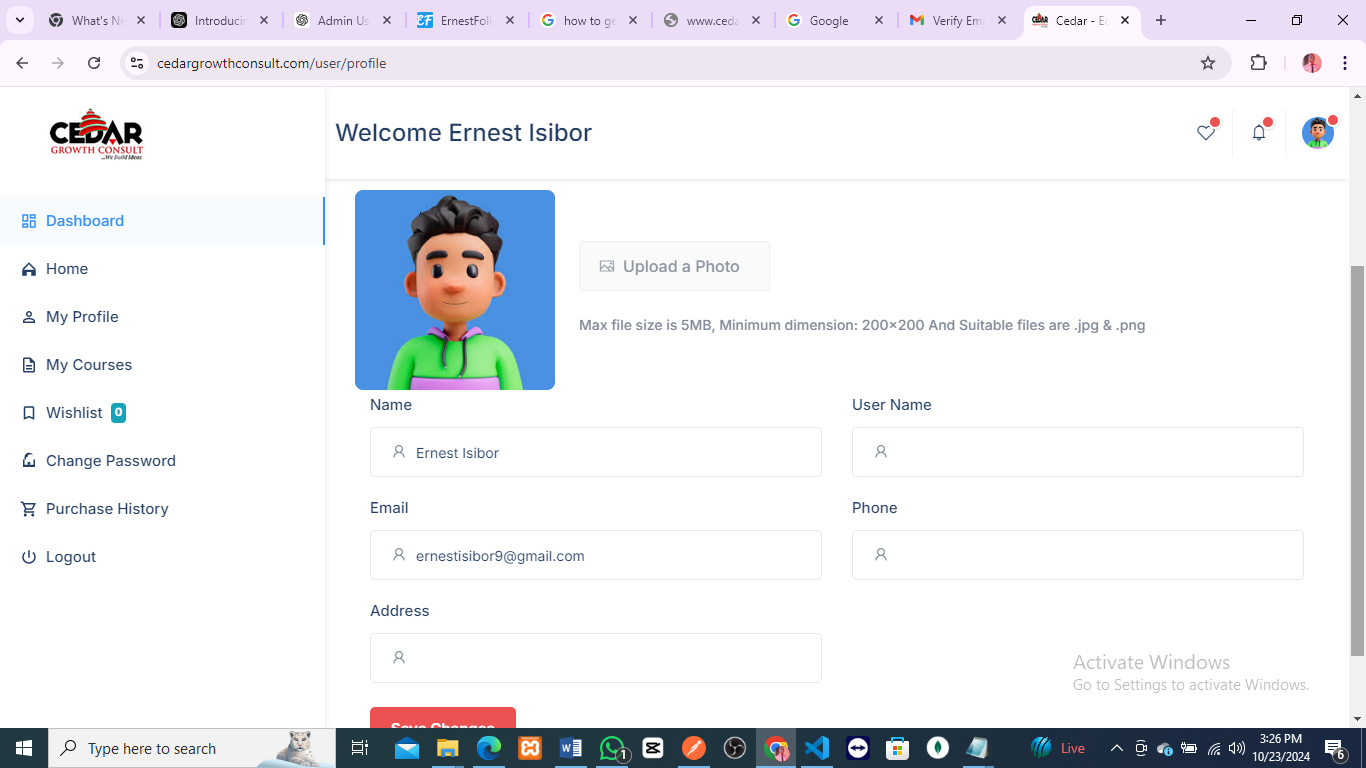 What's Ne
Introducin
Admin Us
ErnestFoli
how to ge
www.ceda
Google
Verify Ema
Cedar - Ec
cedargrowthconsult.com/user/profile
CEDAR
GROWTH CONSULT
...We Build Ideas
Welcome Ernest Isibor
Dashboard
Home
My Profile
My Courses
Wishlist 0
Change Password
Purchase History
Logout
Upload a Photo
Max file size is 5MB, Minimum dimension: 200×200 And Suitable files are .jpg & .png
Name
User Name
Ernest Isibor
Email
Phone
ernestisibor9@gmail.com
Address
Save Changes
Activate Windows
Go to Settings to activate Windows.
Type here to search
1
Live
3:26 PM
10/23/2024
6